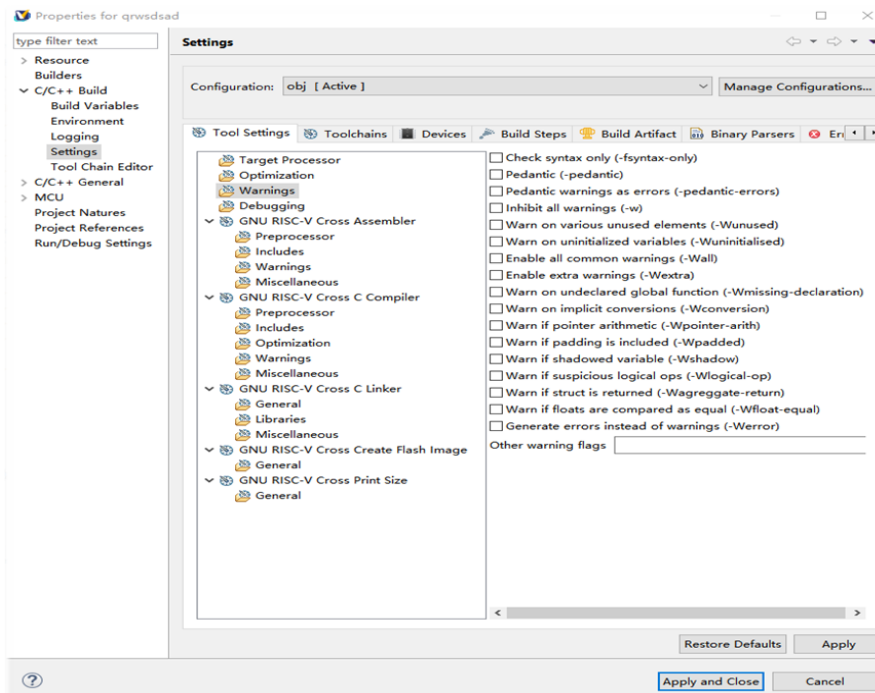 Properties for qrwsdsad
type filter text
Resource
Builders
C/C++ Build
Build Variables
Environment
Logging
Settings
Tool Chain Editor
C/C++ General
MCU
Project Natures
Project References
Run/Debug Settings
Settings
Configuration: obj [ Active ]
Manage Configurations...
Tool Settings Toolchains Devices Build Steps Build Artifact Binary Parsers Err
Target Processor
Optimization
Warnings
Debugging
GNU RISC-V Cross Assembler
Preprocessor
Includes
Warnings
Miscellaneous
GNU RISC-V Cross C Compiler
Preprocessor
Includes
Optimization
Warnings
Miscellaneous
GNU RISC-V Cross C Linker
General
Libraries
Miscellaneous
GNU RISC-V Cross Create Flash Image
General
GNU RISC-V Cross Print Size
General
Check syntax only (-fsyntax-only)
Pedantic (-pedantic)
Pedantic warnings as errors (-pedantic-errors)
Inhibit all warnings (-w)
Warn on various unused elements (-Wunused)
Warn on uninitialized variables (-Wuninitialised)
Enable all common warnings (-Wall)
Enable extra warnings (-Wextra)
Warn on undeclared global function (-Wmissing-declaration)
Warn on implicit conversions (-Wconversion)
Warn if pointer arithmetic (-Wpointer-arith)
Warn if padding is included (-Wpadded)
Warn if shadowed variable (-Wshadow)
Warn if suspicious logical ops (-Wlogical-op)
Warn if struct is returned (-Wagreggate-return)
Warn if floats are compared as equal (-Wfloat-equal)
Generate errors instead of warnings (-Werror)
Other warning flags
Restore Defaults
Apply
Apply and Close
Cancel